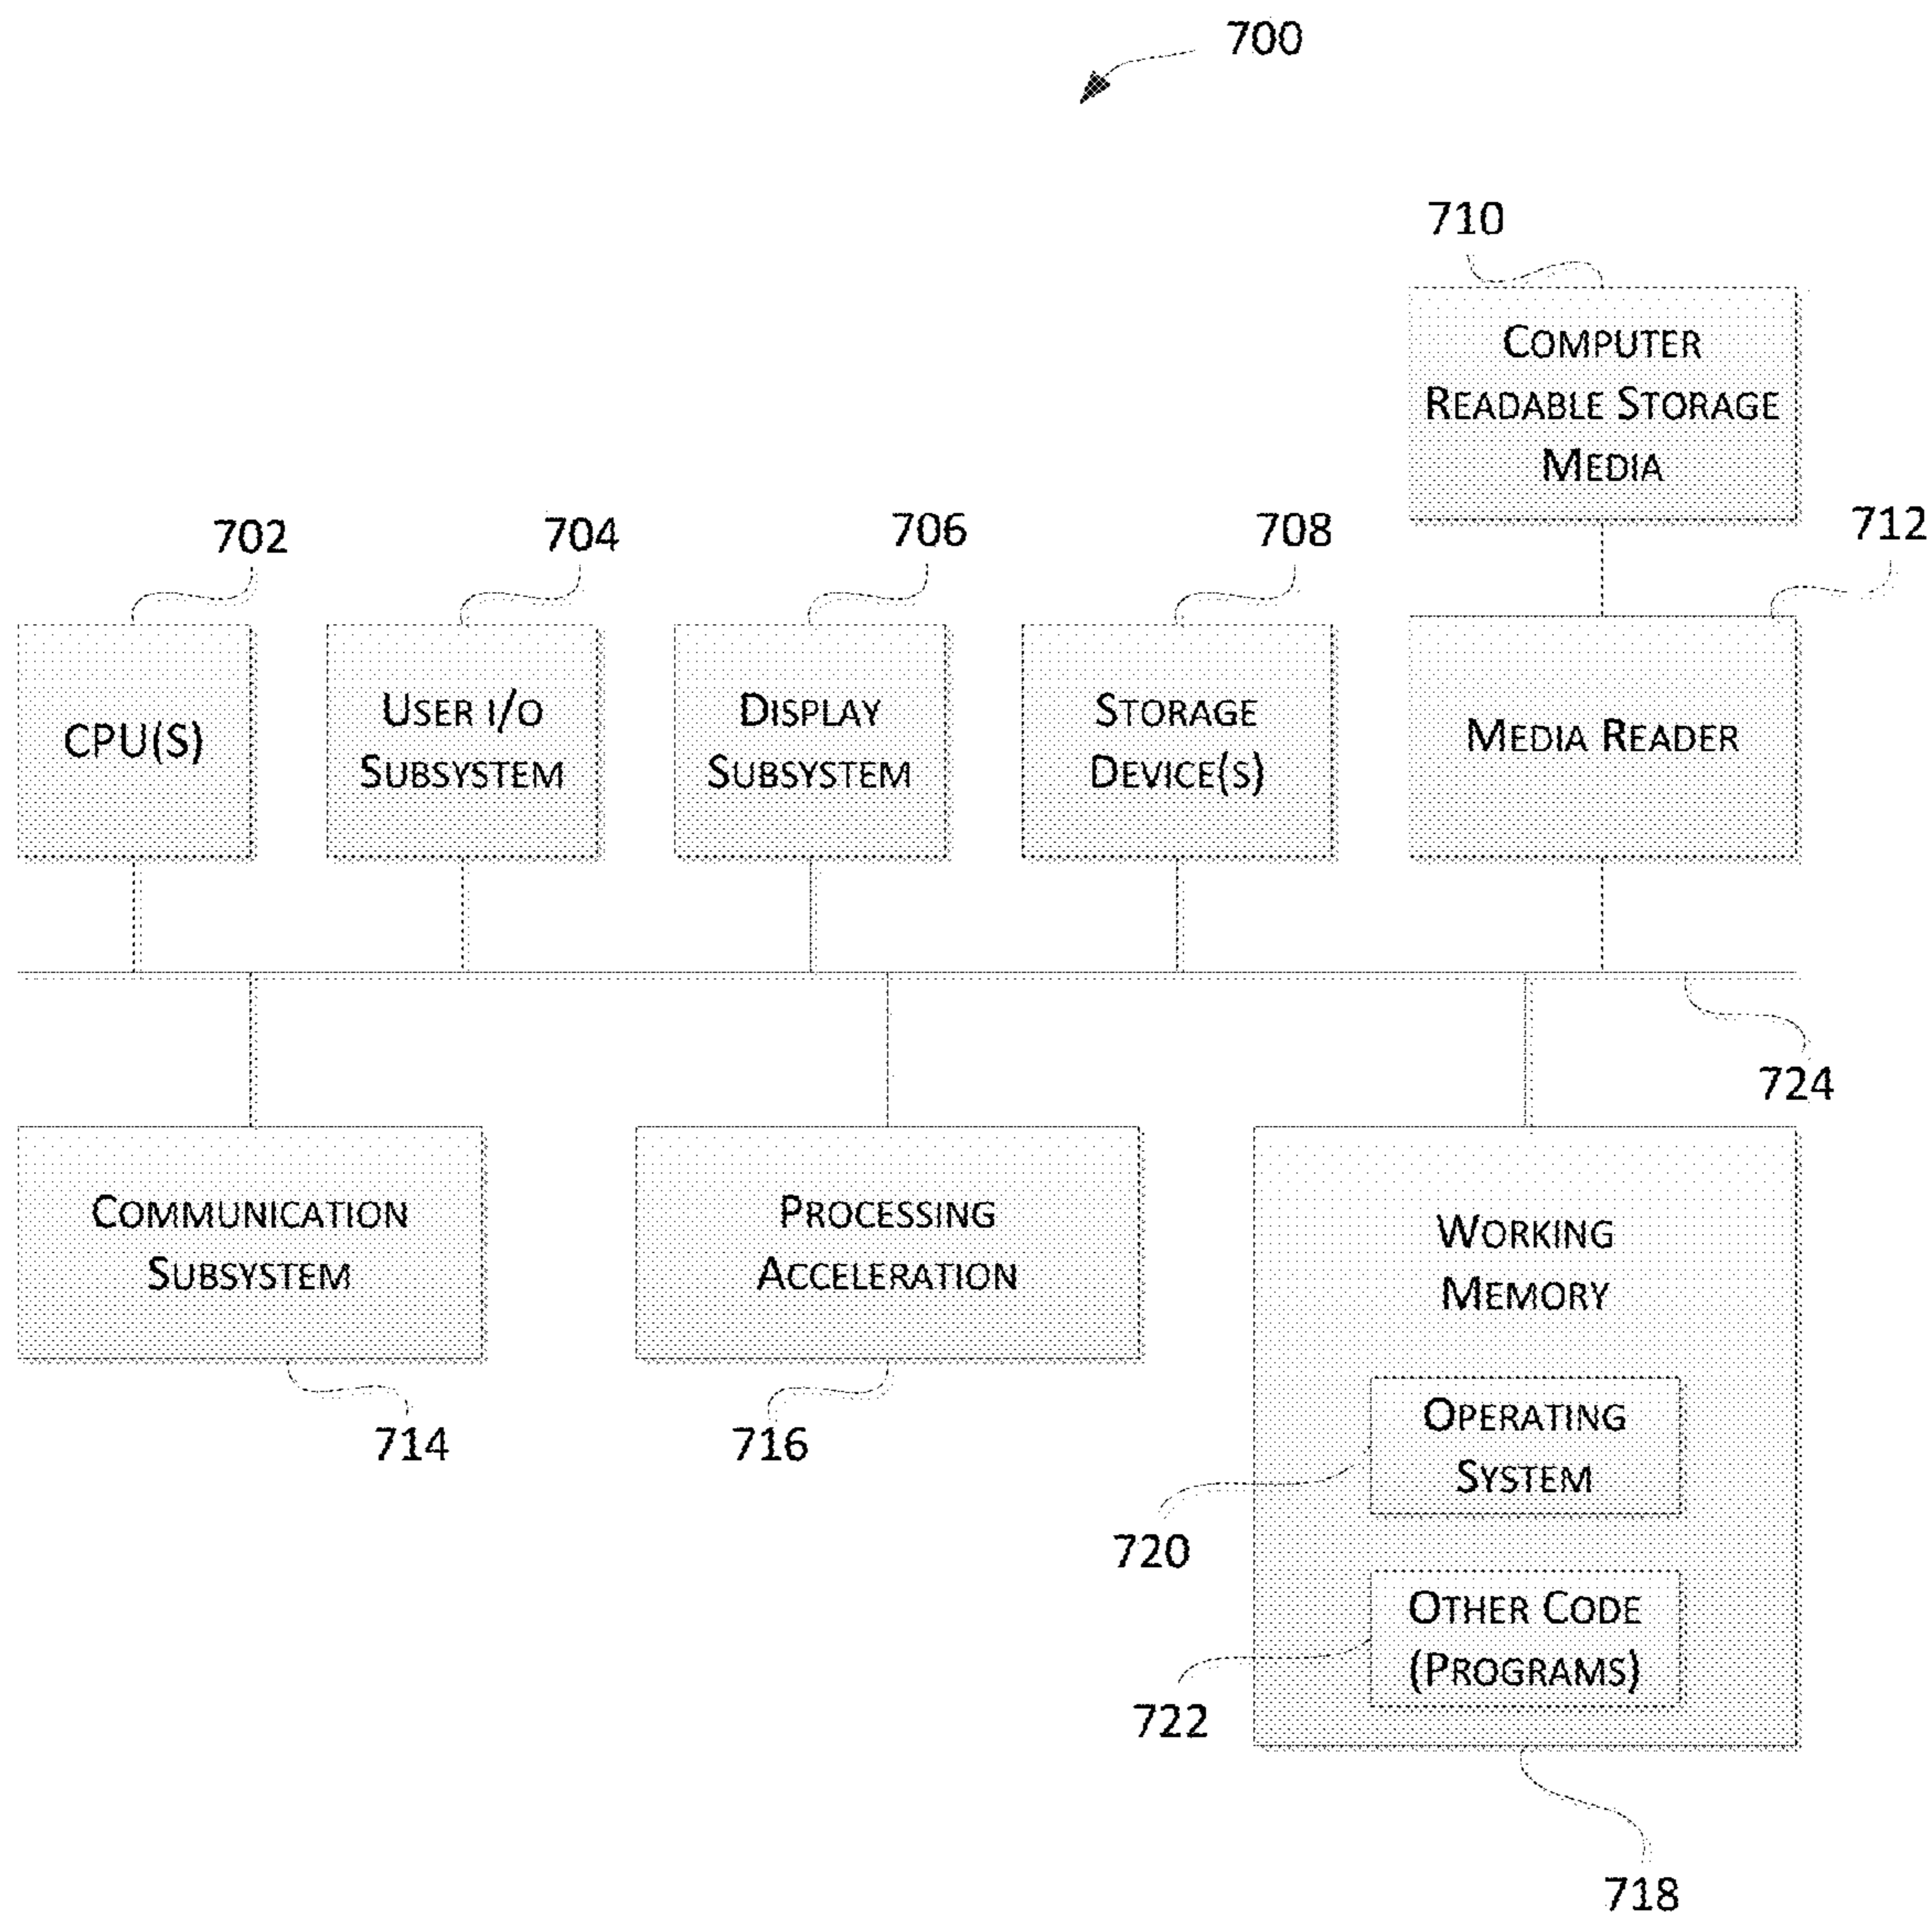 700
710
COMPUTER
READABLE STORAGE
MEDIA
702
704
706
708
712
CPU(S)
USER I/O
SUBSYSTEM
DISPLAY
SUBSYSTEM
STORAGE
DEVICE(S)
MEDIA READER
724
COMMUNICATION
SUBSYSTEM
PROCESSING
ACCELERATION
WORKING
MEMORY
714
716
OPERATING
SYSTEM
720
OTHER CODE
(PROGRAMS)
722
718